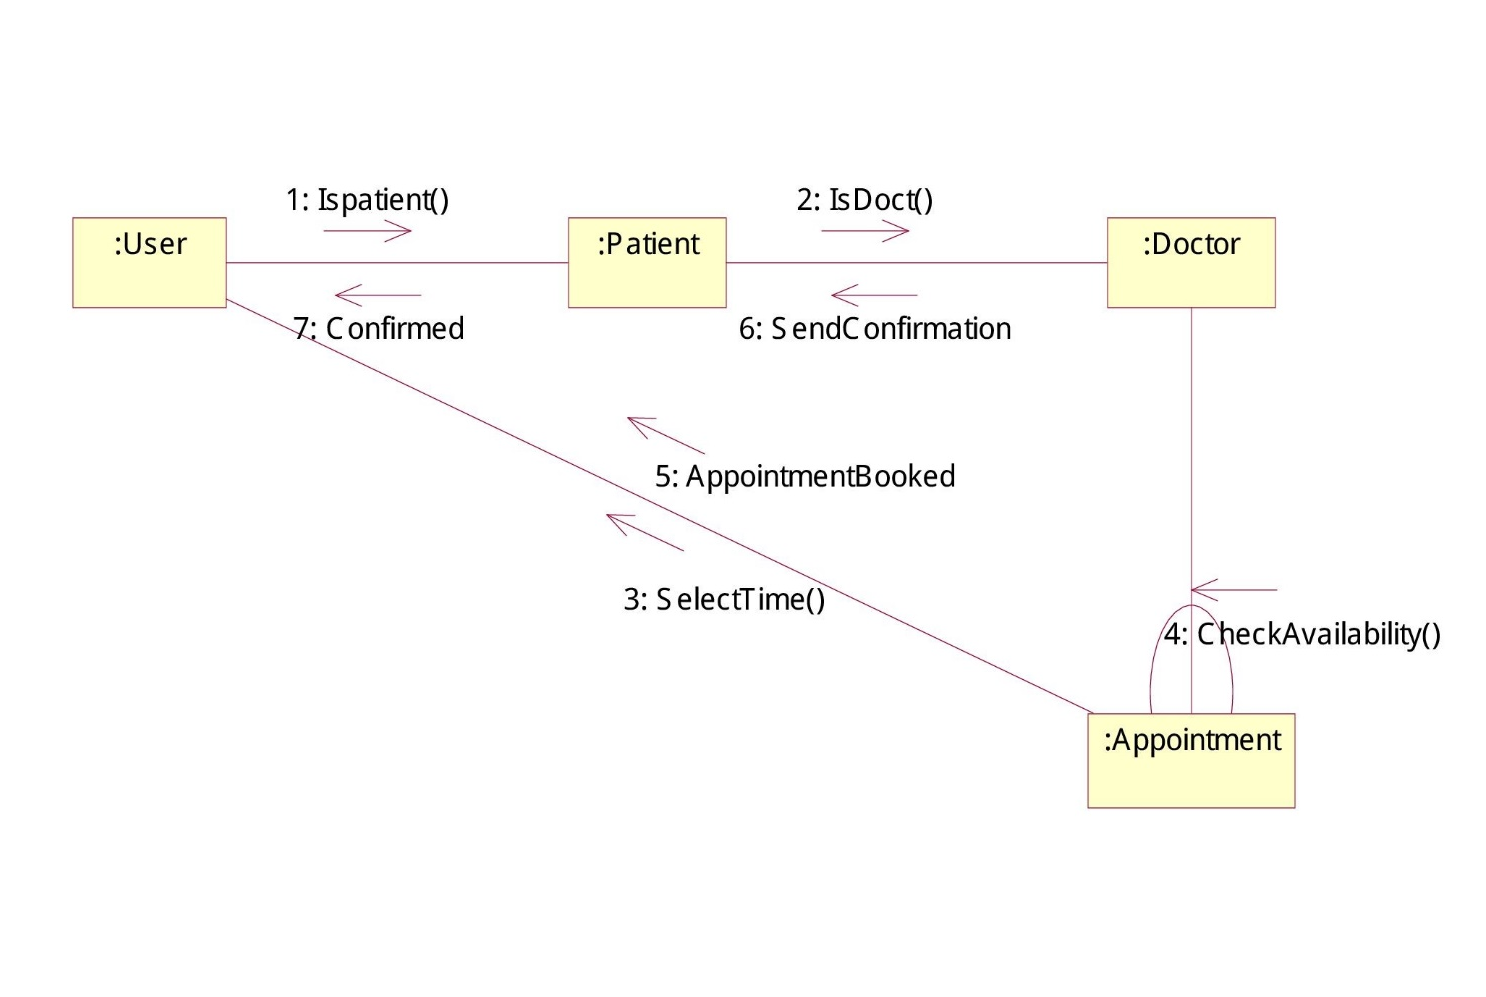 1: Ispatient()
2: IsDoct()
:User
:Patient
:Doctor
7: Confirmed
6: SendConfirmation
5: AppointmentBooked
3: SelectTime()
4: CheckAvailability()
:Appointment